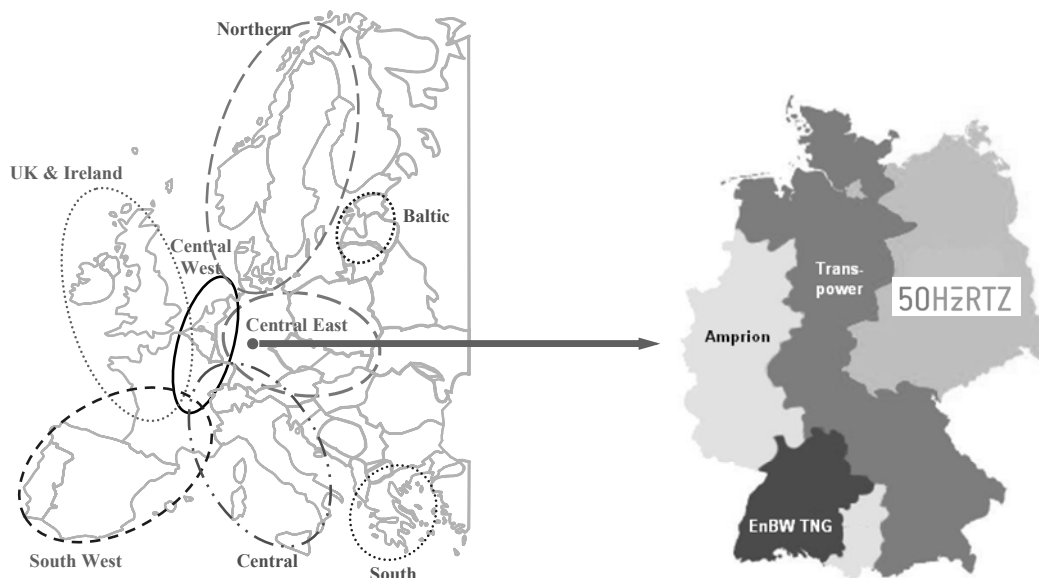 Northern
UK & Ireland
Baltic
Central
West
Central East
South West
Central
South
Trans-
power
50HzRTZ
Amprion
EnBW TNG